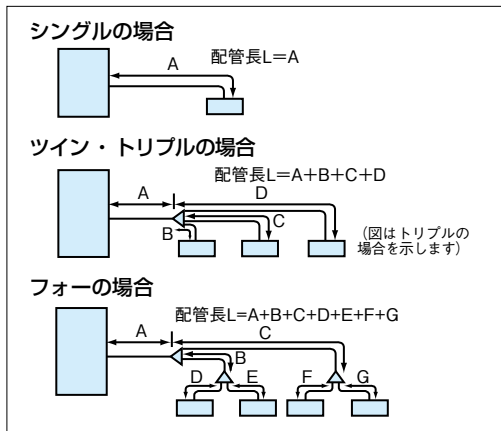 シングルの場合
A
配管長L=A
ツイン・トリプルの場合
配管長L=A+B+C+D
A
D
B
C
(図はトリプルの
場合を示します)
フォーの場合
配管長L=A+B+C+D+E+F+G
A
C
B
D
E
F
G